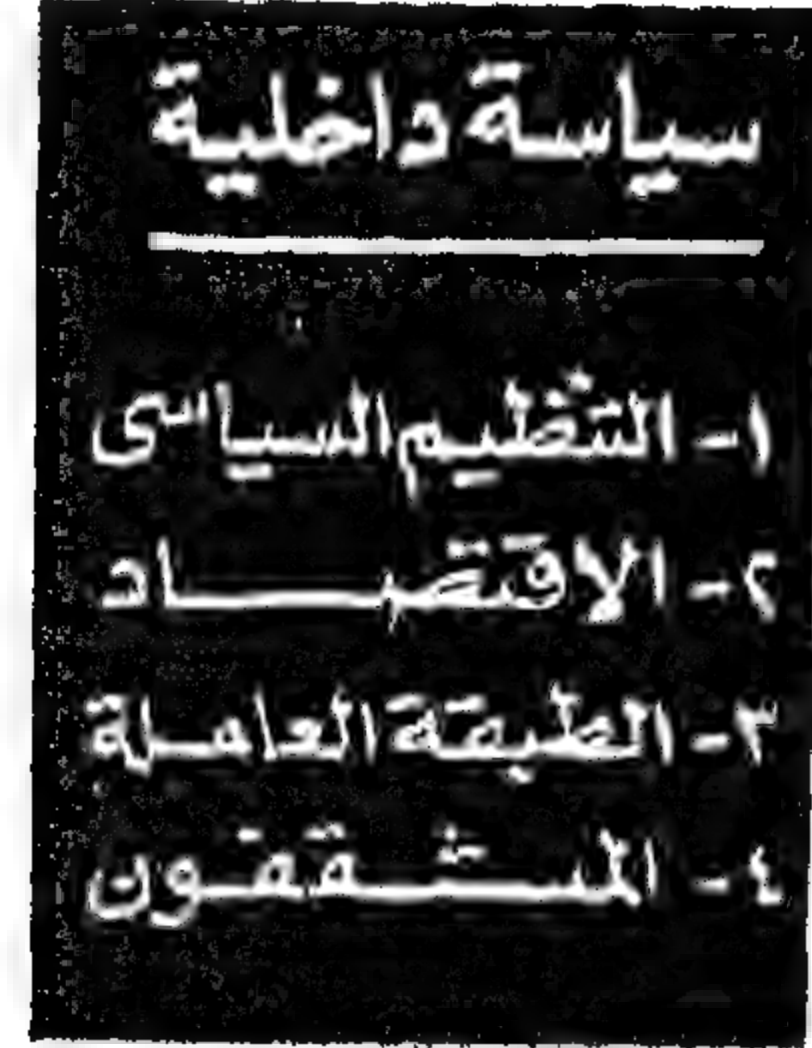 سياسة داخلية
١- التنظيم السياسى
٢- الاقتصاد
٣- الطبقة العاملة
٤- المثقفون